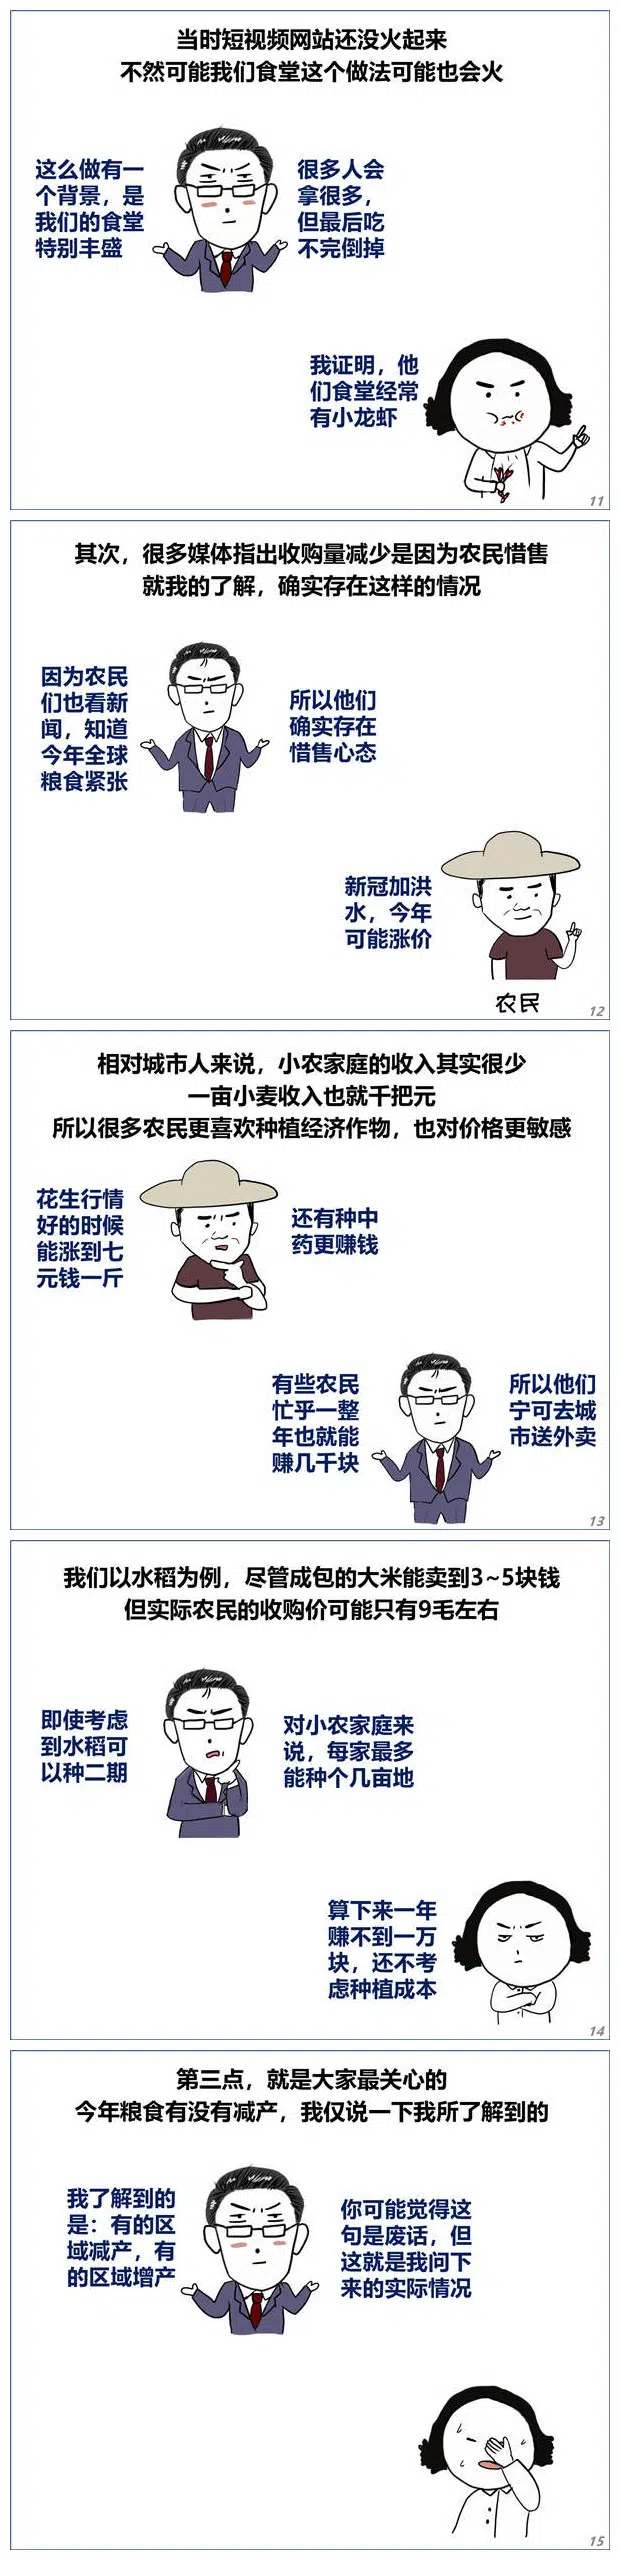 当时短视频网站还没火起来
不然可能我们食堂这个做法可能也会火
这么做有一
个背景，是
我们的食堂
特别丰盛
很多人会
拿很多，
但最后吃
不完倒掉
我证明，他
们食堂经常
有小龙虾
11
其次，很多媒体指出收购量减少是因为农民惜售
就我的了解，确实存在这样的情况
因为农民
们也看新
闻，知道
今年全球
粮食紧张
所以他们
确实存在
惜售心态
新冠加洪
水，今年
可能涨价
农民
12
相对城市人来说，小农家庭的收入其实很少
一亩小麦收入也就千把元
所以很多农民更喜欢种植经济作物，也对价格更敏感
花生行情
好的时候
能涨到七
元钱一斤
还有种中
药更赚钱
有些农民
忙乎一整
年也就能
赚几千块
所以他们
宁可去城
市送外卖
13
我们以水稻为例，尽管成包的大米能卖到3~5块钱
但实际农民的收购价可能只有9毛左右
即使考虑
到水稻可
以种二期
对小农家庭来
说，每家最多
能种个几亩地
算下来一年
赚不到一万
块，还不考
虑种植成本
14
第三点，就是大家最关心的
今年粮食有没有减产，我仅说一下我所了解到的
我了解到的
是：有的区
域减产，有
的区域增产
你可能觉得这
句是废话，但
这就是我问下
来的实际情况
15